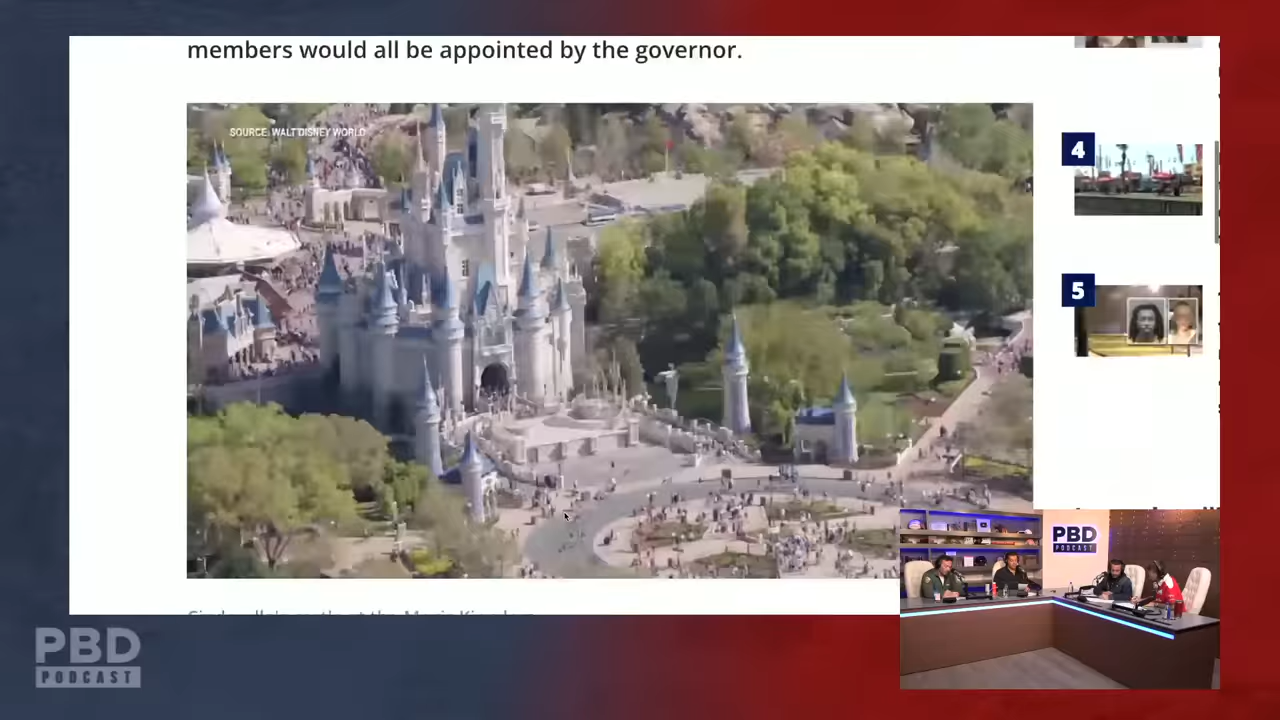 members would all be appointed by the governor.
SOURCE: WALT DISNEY WORLD
4
5
PBD
PODCAST
PBD
PODCAST